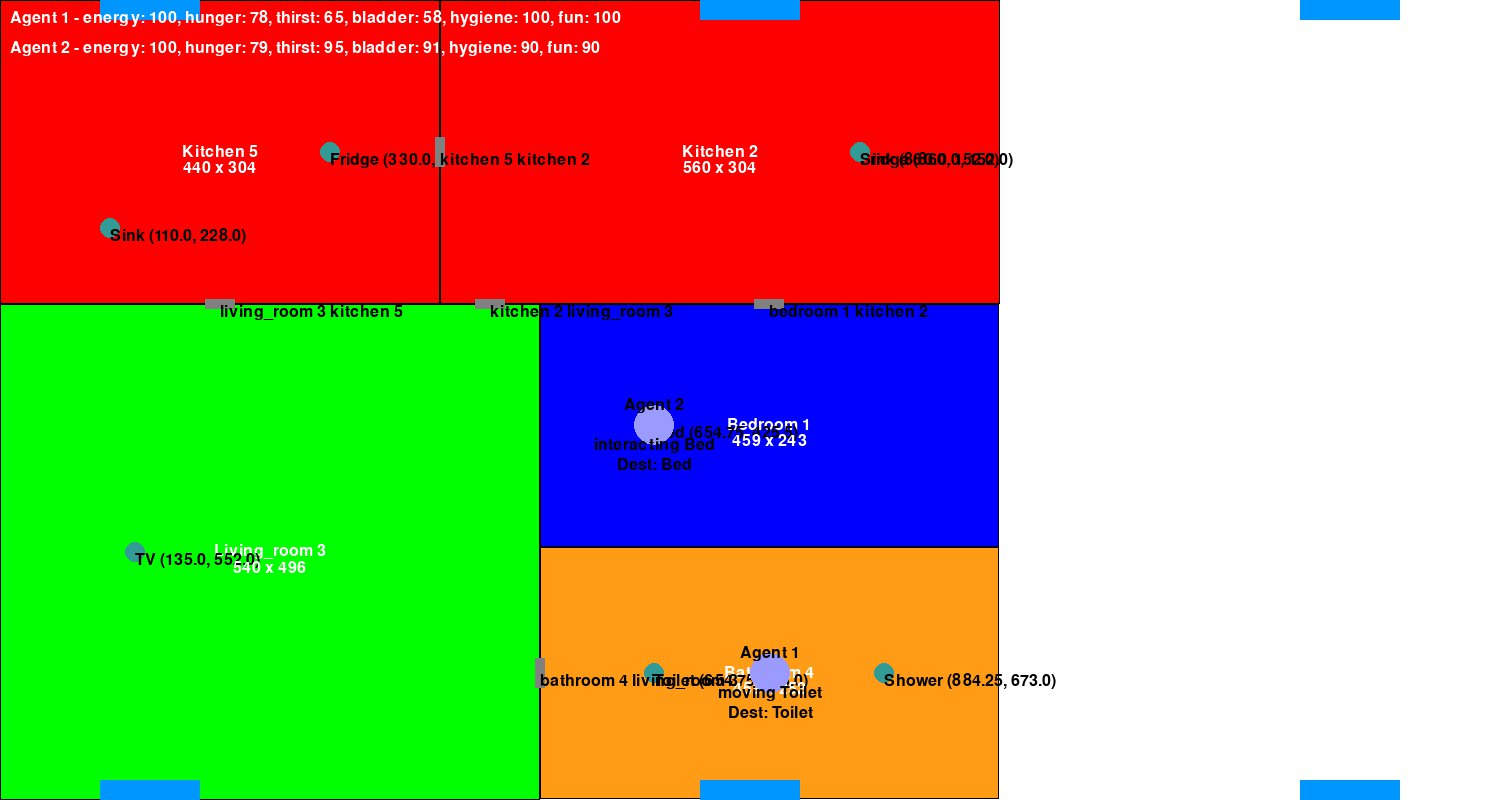 Agent 1 - energy: 100, hunger: 78, thirst: 65, bladder: 58, hygiene: 100, fun: 100
Agent 2 - energy: 100, hunger: 79, thirst: 95, bladder: 91, hygiene: 90, fun: 90
Kitchen 5
440 x 304
Fridge (330.0,
kitchen 5 kitchen 2
Kitchen 2
560 x 304
Sink (110.0, 228.0)
living_room 3 kitchen 5
kitchen 2 living_room 3
bedroom 1 kitchen 2
Agent 2
Bedroom 1
459 x 243
interacting Bed
Dest: Bed
Living_room 3
540 x 496
TV (135.0, 552.0)
Agent 1
bathroom 4
Toilet
Shower (884.25, 673.0)
moving Toilet
Dest: Toilet